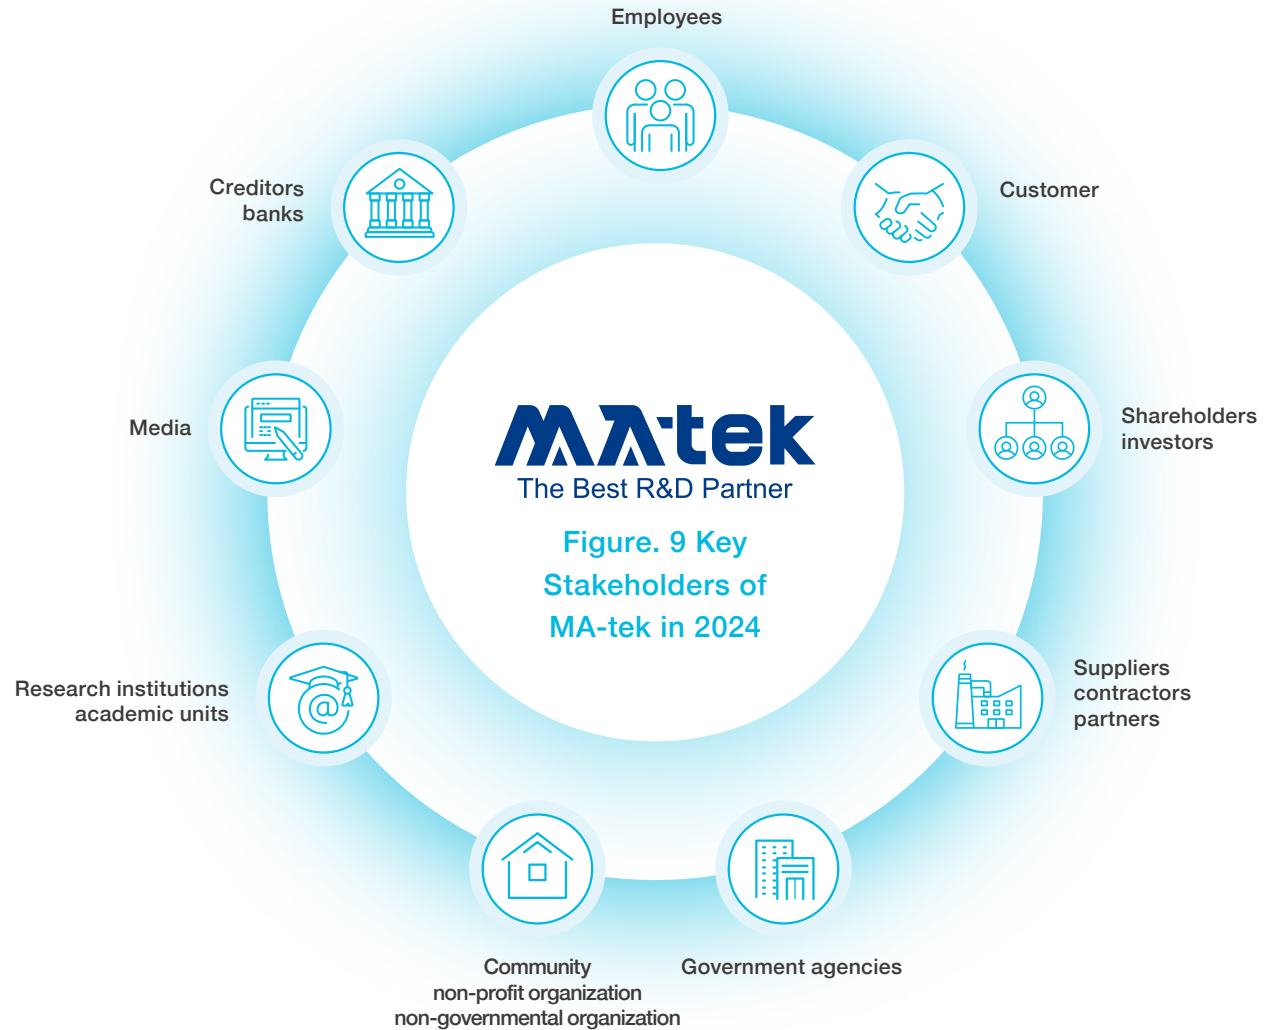 Employees
Customer
Shareholders
investors
Suppliers
contractors
partners
Government agencies
Community
non-profit organization
non-governmental organization
Research institutions
academic units
Media
Creditors
banks
MA-tek
The Best R&D Partner
Figure. 9 Key
Stakeholders of
MA-tek in 2024
@